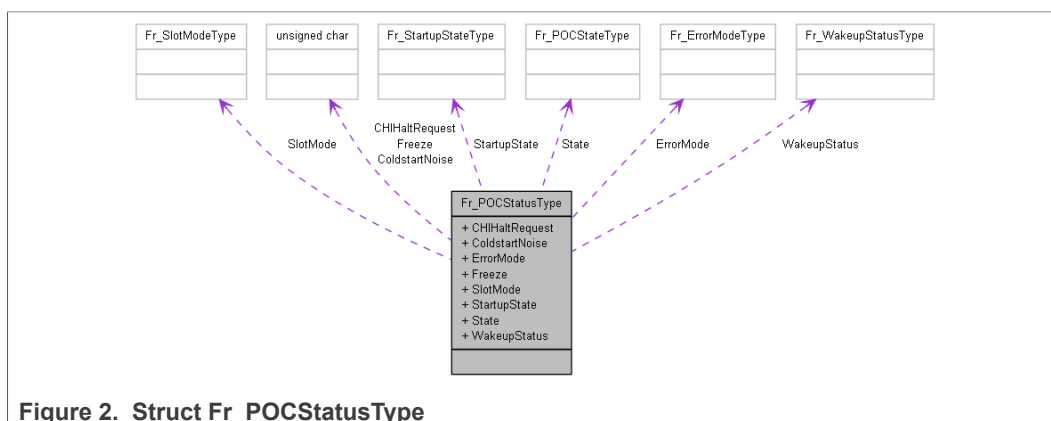 Fr_SlotModeType
unsigned char
Fr_StartupStateType
Fr_POCStateType
Fr_ErrorModeType
Fr_WakeupStatusType
SlotMode
CHIHaltRequest
Freeze
ColdstartNoise
StartupState
State
ErrorMode
WakeupStatus
Fr_POCStatusType
+ CHIHaltRequest
+ ColdstartNoise
+ ErrorMode
+ Freeze
+ SlotMode
+ StartupState
+ State
+ WakeupStatus
Figure 2. Struct Fr_POCStatusType